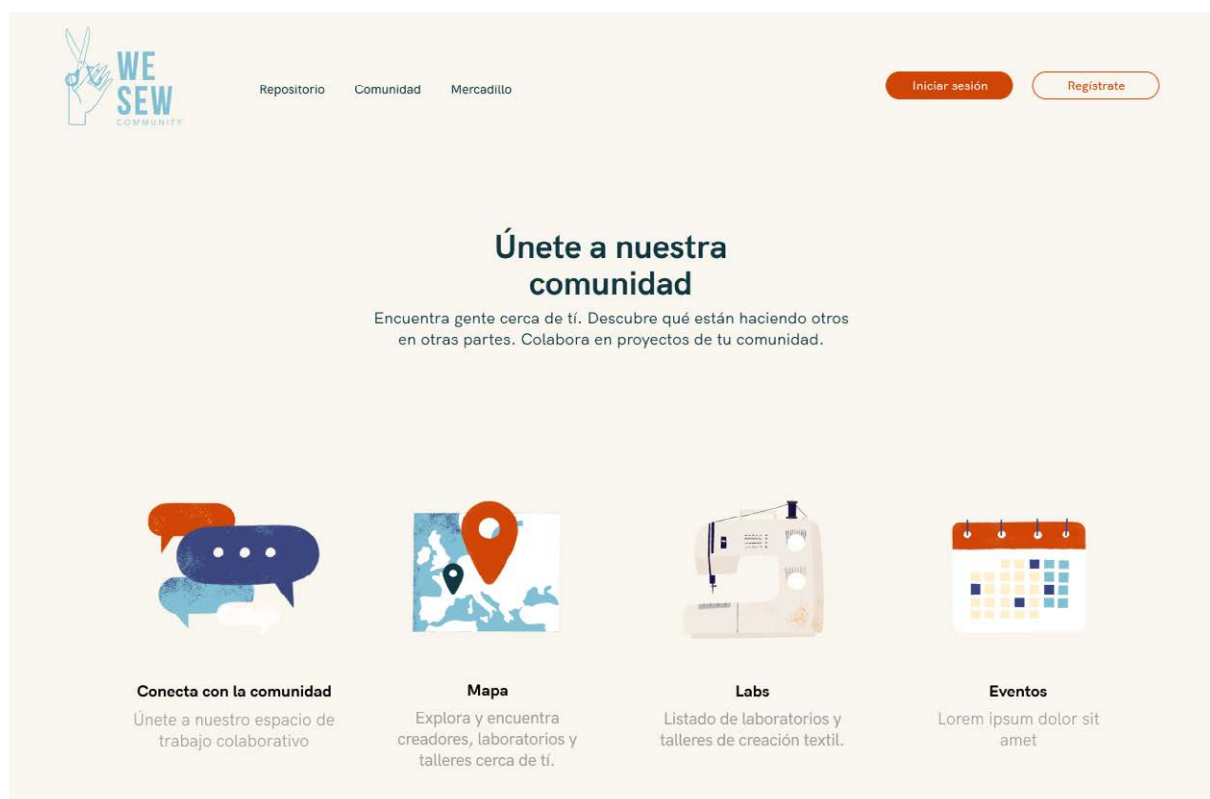 WE
SEW
COMMUNITY
Repositorio Comunidad Mercadillo
Iniciar sesión Regístrate
Únete a nuestra
comunidad
Encuentra gente cerca de tí. Descubre qué están haciendo otros
en otras partes. Colabora en proyectos de tu comunidad.
Conecta con la comunidad
Únete a nuestro espacio de
trabajo colaborativo
Mapa
Explora y encuentra
creadores, laboratorios y
talleres cerca de tí.
Labs
Listado de laboratorios y
talleres de creación textil.
Eventos
Lorem ipsum dolor sit
amet